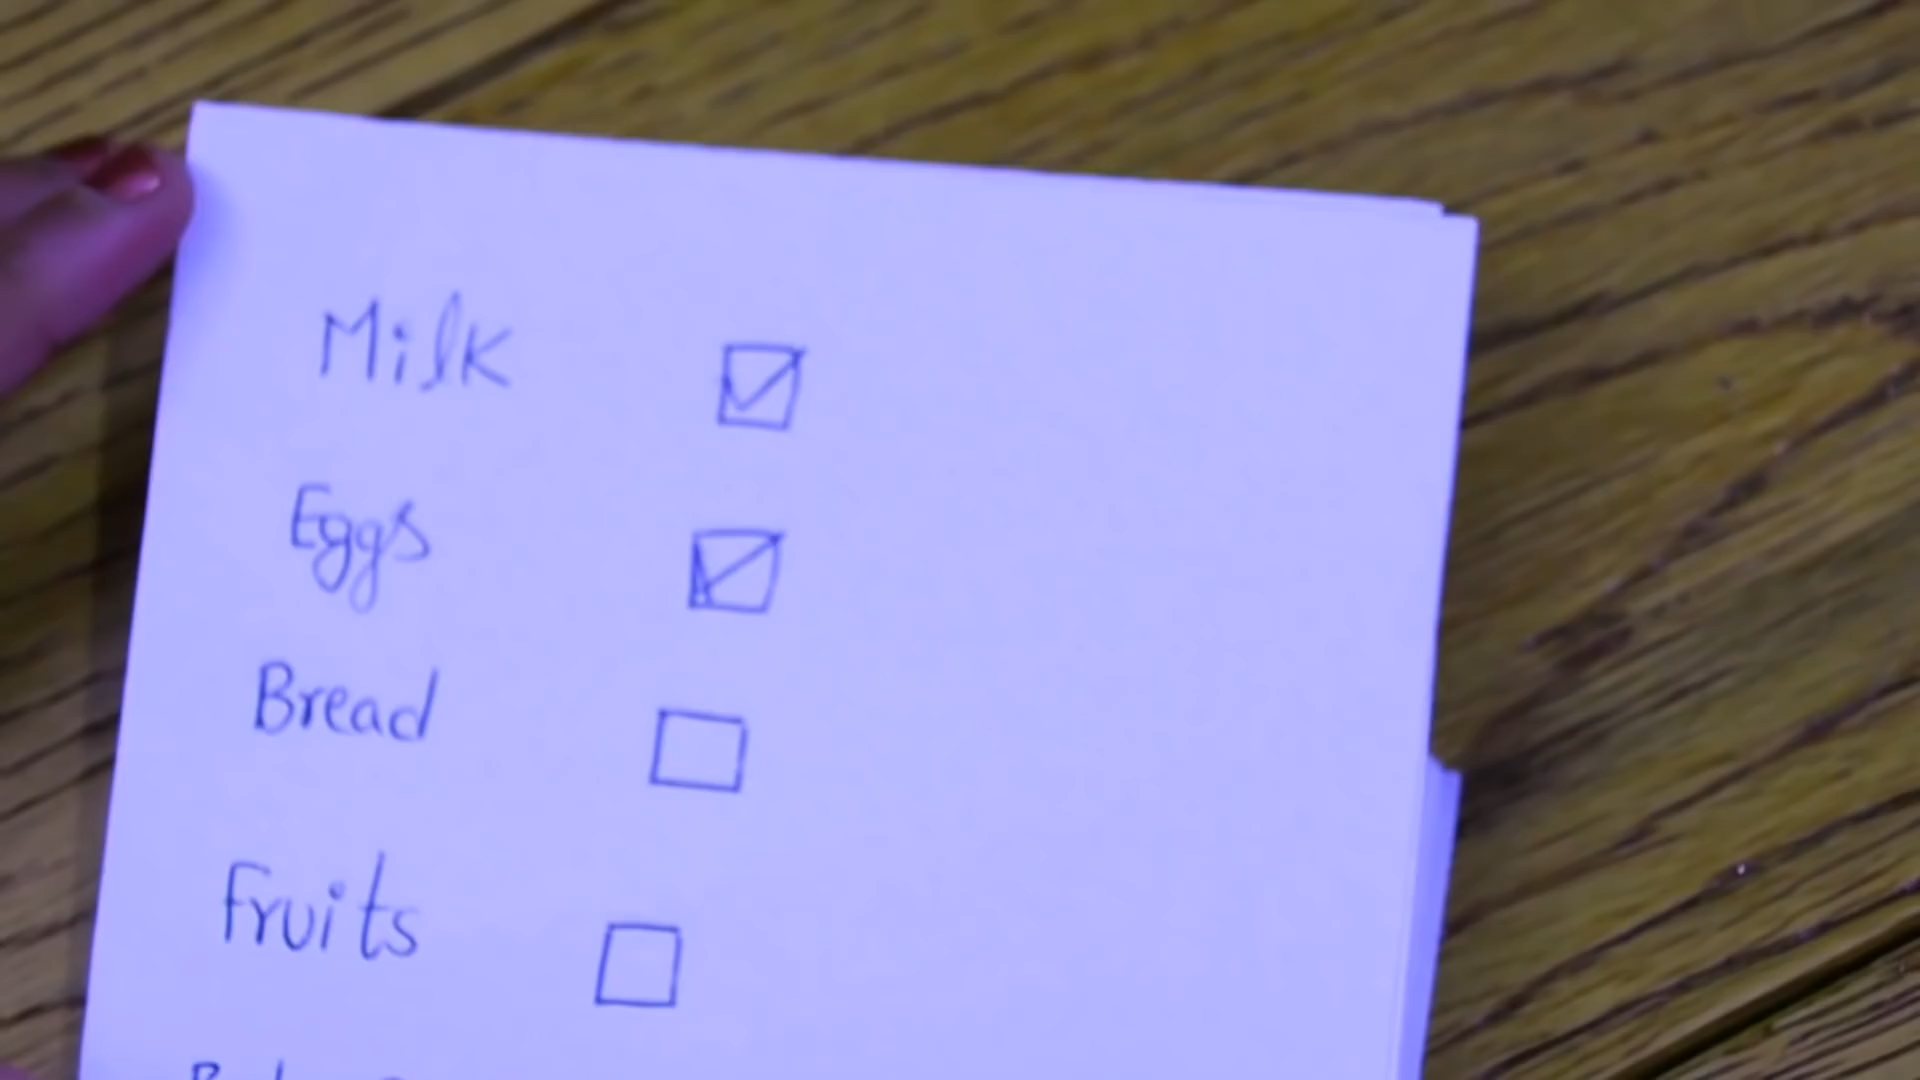 Milk ☑
Eggs ☑
Bread ☐
Fruits ☐